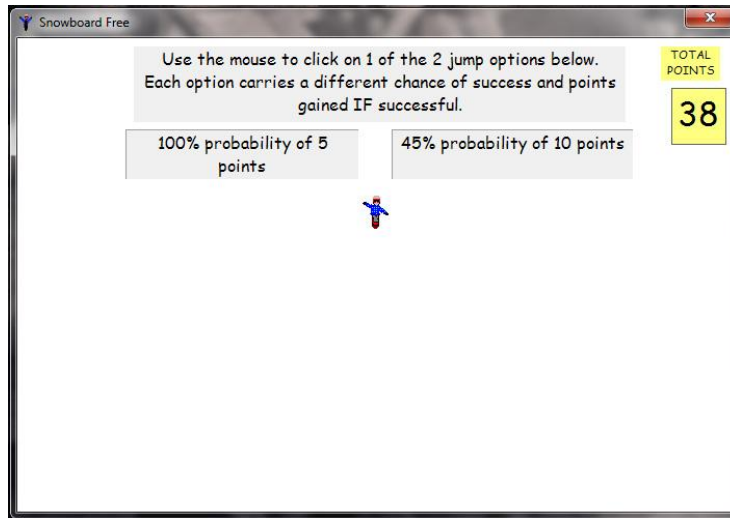 Snowboard Free
Use the mouse to click on 1 of the 2 jump options below.
Each option carries a different chance of success and points
gained IF successful.
TOTAL
POINTS
38
100% probability of 5
points
45% probability of 10 points